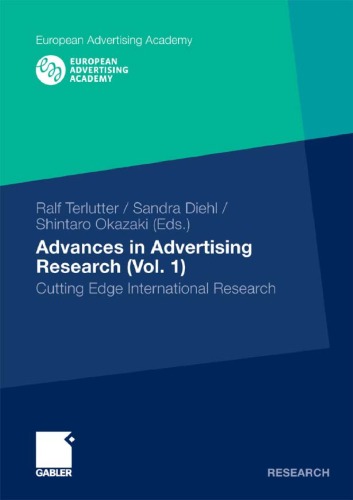 European Advertising Academy
EUROPEAN
ADVERTISING
ACADEMY
Ralf Terlutter / Sandra Diehl /
Shintaro Okazaki (Eds.)
Advances in Advertising
Research (Vol. 1)
Cutting Edge International Research
GABLER
RESEARCH